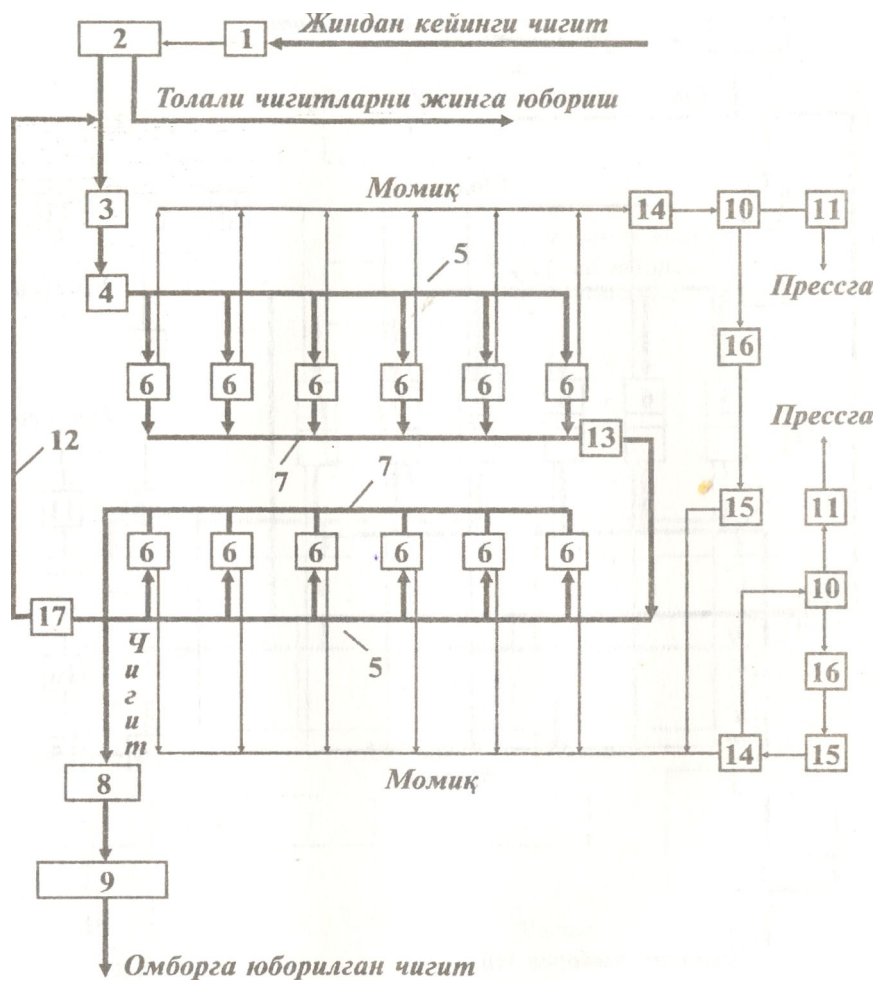 Жиндан кейинги чигит
2 1
Толали чигитларни жинга юбориш
Момиқ
14 10 11
3
5
4
Прессга
16
6 6 6 6 6 6
Прессга
12
13
7
7
15 11
6 6 6 6 6 6
10
17
5
16
Чигит
14 15
Момиқ
8
9
Омборга юборилган чигит